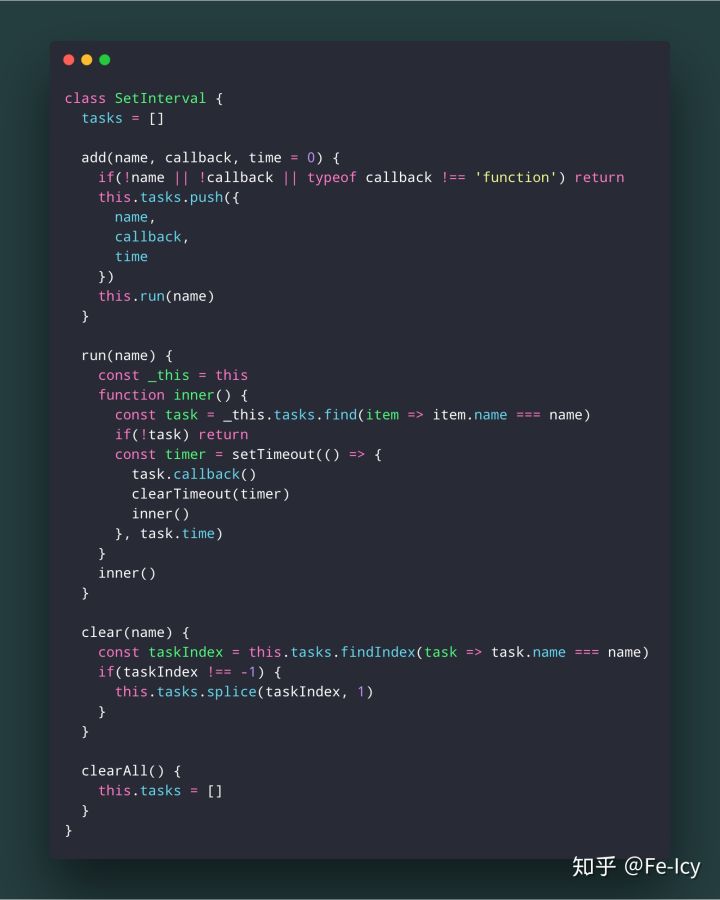 class SetInterval {
  tasks = []

  add(name, callback, time = 0) {
    if(!name || !callback || typeof callback !== 'function') return
    this.tasks.push({
      name,
      callback,
      time
    })
    this.run(name)
  }

  run(name) {
    const _this = this
    function inner() {
      const task = _this.tasks.find(item => item.name === name)
      if(!task) return
      const timer = setTimeout(() => {
        task.callback()
        clearTimeout(timer)
        inner()
      }, task.time)
    }
    inner()
  }

  clear(name) {
    const taskIndex = this.tasks.findIndex(task => task.name === name)
    if(taskIndex !== -1) {
      this.tasks.splice(taskIndex, 1)
    }
  }

  clearAll() {
    this.tasks = []
  }
}
知乎 @Fe-Icy